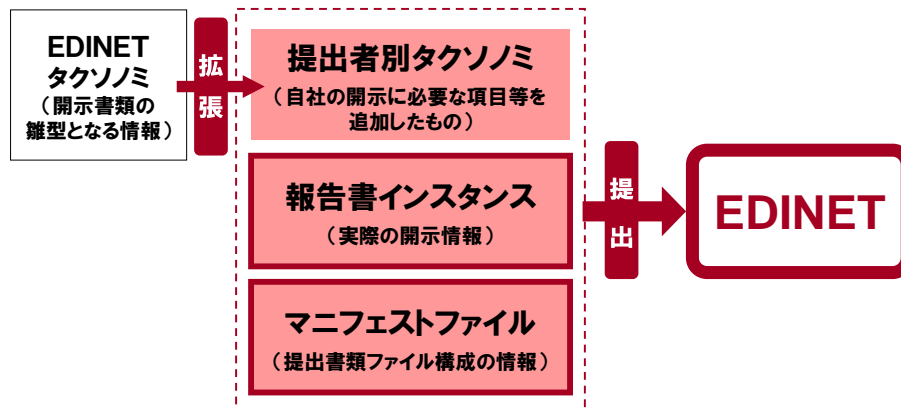 EDINET
タクソノミ
（開示書類の
雛型となる情報）
拡張
提出者別タクソノミ
（自社の開示に必要な項目等を
追加したもの）
報告書インスタンス
（実際の開示情報）
マニフェストファイル
（提出書類ファイル構成の情報）
提出
EDINET